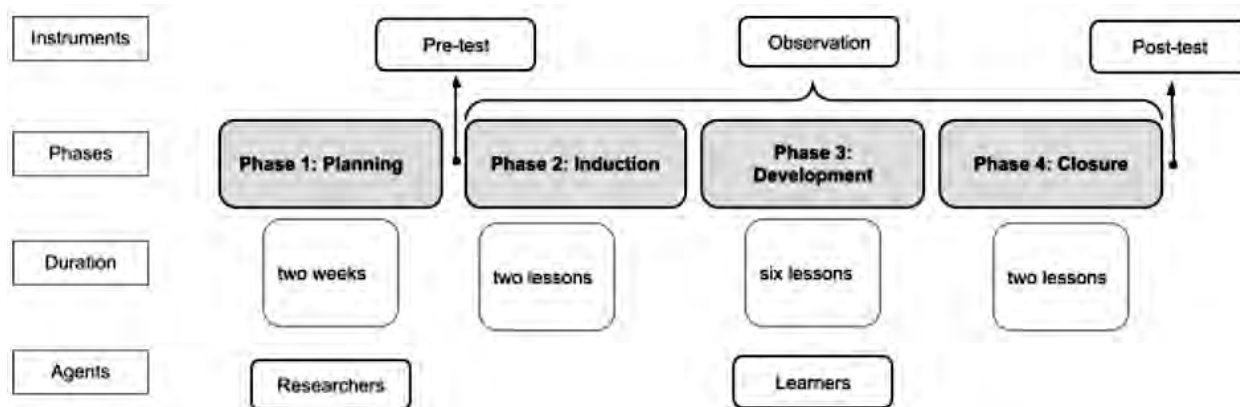 Instruments
Pre-test
Observation
Post-test
Phases
Phase 1: Planning
Phase 2: Induction
Phase 3:
Development
Phase 4: Closure
Duration
two weeks
two lessons
six lessons
two lessons
Agents
Researchers
Learners